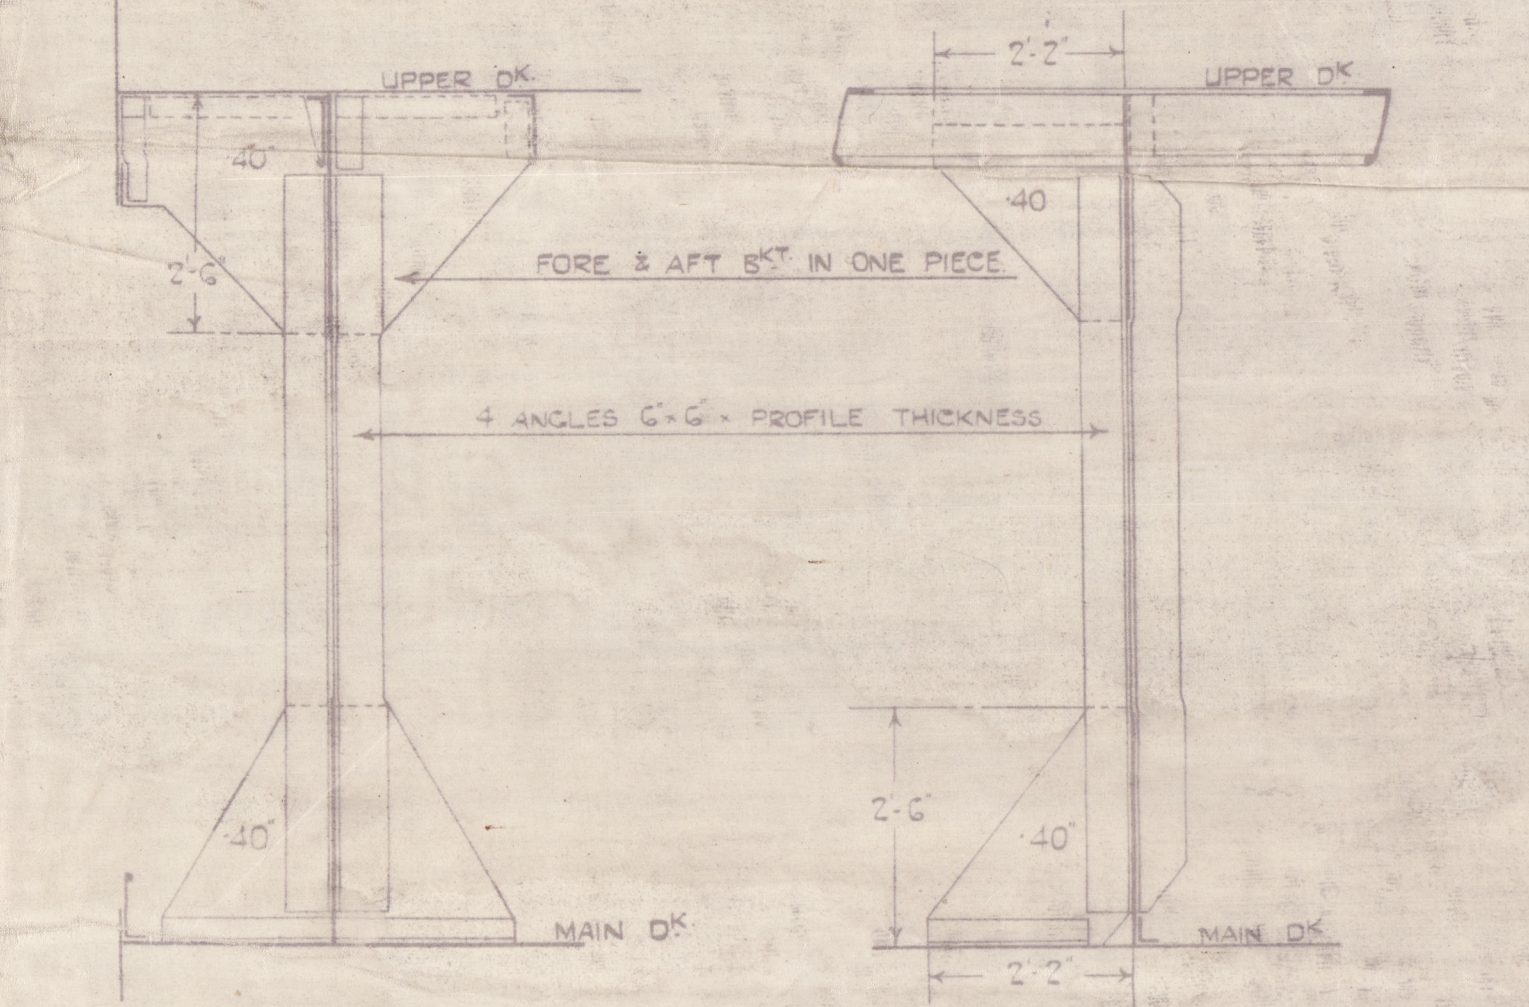 2'-2"
UPPER DK.
UPPER DK
.40"
.40
2'-6"
FORE & AFT BKT. IN ONE PIECE.
4 ANGLES 6"× 6" × PROFILE THICKNESS
2'-6"
.40"
.40"
MAIN DK.
MAIN DK
2'-2"